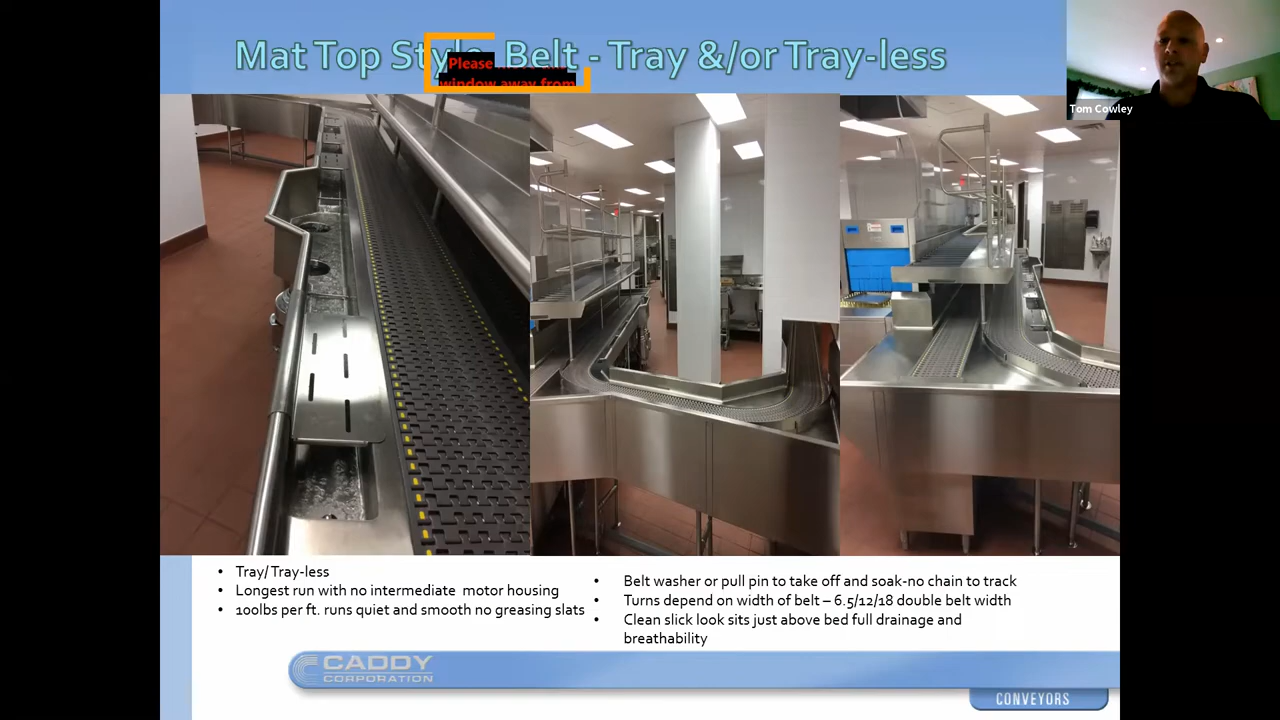 Mat Top Style Belt - Tray &/or Tray-less
Please
window away from
Tom Cowley
• Tray/ Tray-less
• Longest run with no intermediate motor housing
• 100lbs per ft. runs quiet and smooth no greasing slats
• Belt washer or pull pin to take off and soak-no chain to track
• Turns depend on width of belt – 6.5/12/18 double belt width
• Clean slick look sits just above bed full drainage and
breathability
CADDY
CORPORATION
CONVEYORS